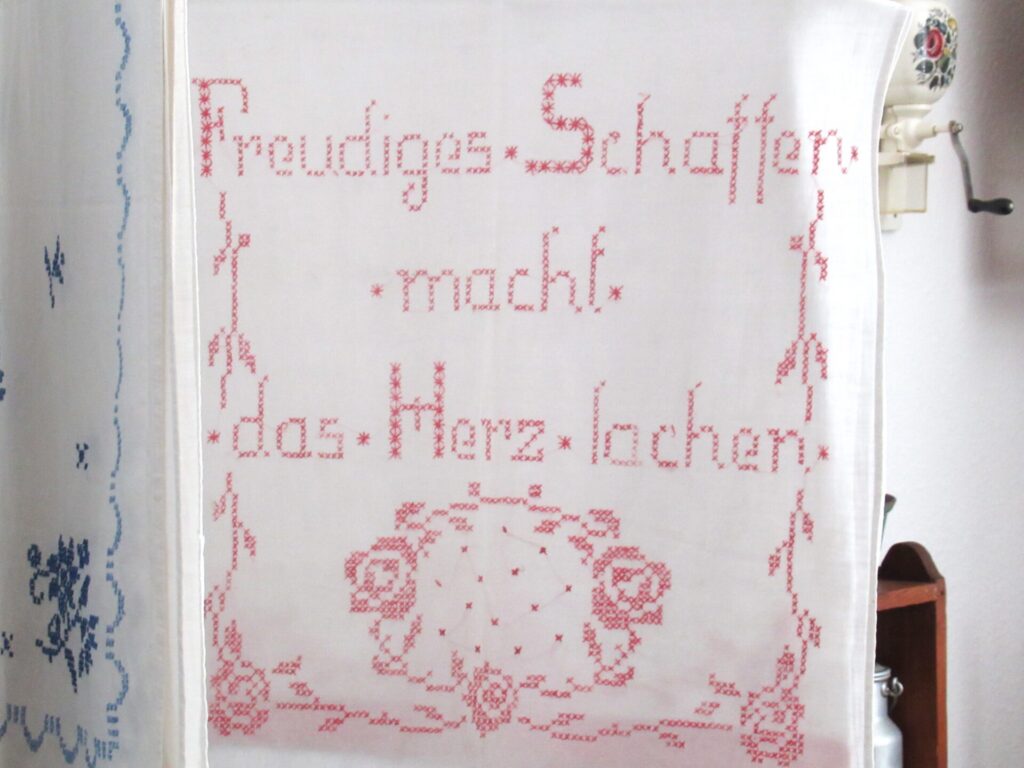 Freudiges · Schaffen ·
· macht ·
· das · Herz · lachen ·